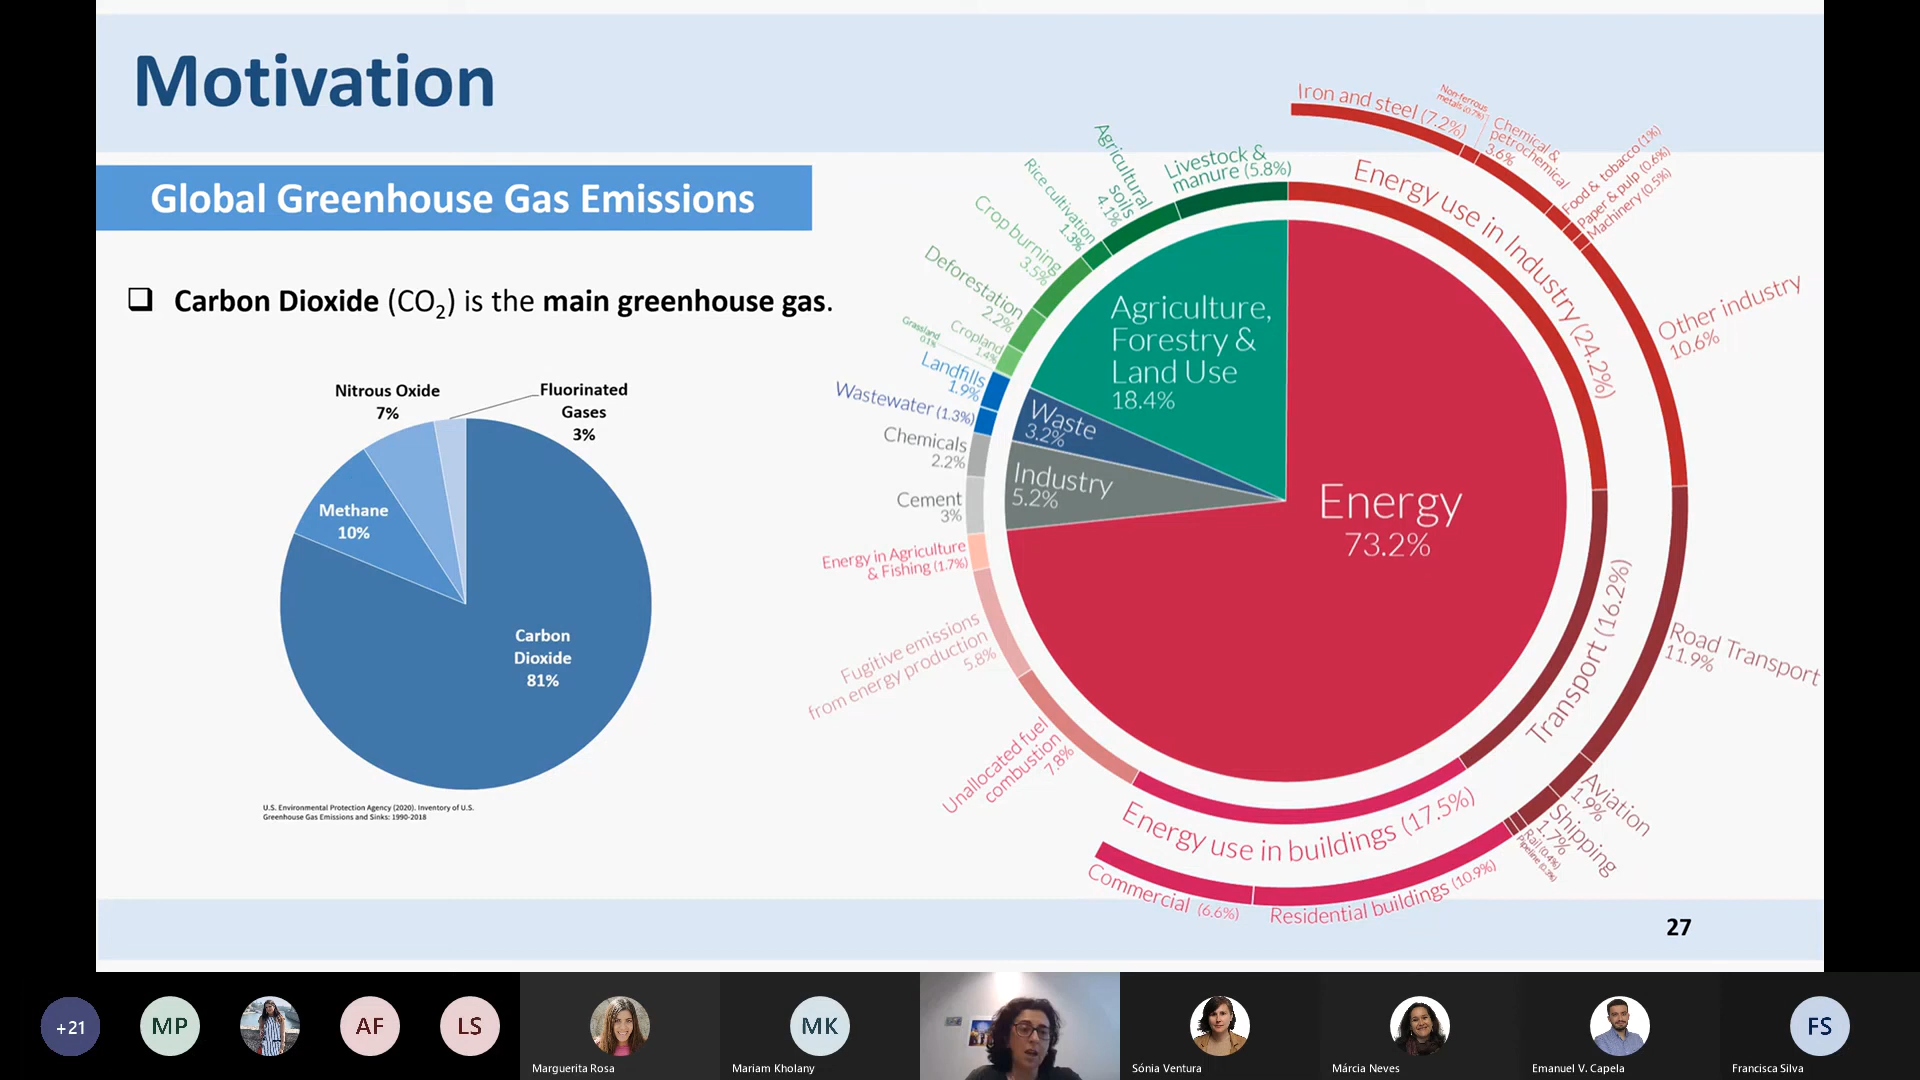 Motivation
Global Greenhouse Gas Emissions
❑ Carbon Dioxide (CO₂) is the main greenhouse gas.
Nitrous Oxide
7%
Fluorinated
Gases
3%
Methane
10%
Carbon
Dioxide
81%
U.S. Environmental Protection Agency (2020). Inventory of U.S.
Greenhouse Gas Emissions and Sinks: 1990-2018
Energy
73.2%
Agriculture,
Forestry &
Land Use
18.4%
Waste
3.2%
Industry
5.2%
Energy use in Industry (24.2%)
Transport (16.2%)
Energy use in buildings (17.5%)
Iron and steel (7.2%)
Non-ferrous
metals (0.7%)
Chemical &
petrochemical
3.6%
Food & tobacco (1%)
Paper & pulp (0.6%)
Machinery (0.5%)
Other industry
10.6%
Road Transport
11.9%
Aviation
1.9%
Shipping
1.7%
Rail (0.4%)
Pipeline (0.3%)
Residential buildings (10.9%)
Commercial (6.6%)
Unallocated fuel
combustion
7.8%
Fugitive emissions
from energy production
5.8%
Energy in Agriculture
& Fishing (1.7%)
Cement
3%
Chemicals
2.2%
Wastewater (1.3%)
Landfills
1.9%
Grassland
0.1%
Cropland
1.4%
Deforestation
2.2%
Crop burning
3.5%
Rice cultivation
1.3%
Agricultural
soils
4.1%
Livestock &
manure (5.8%)
27
+21
MP
AF
LS
Marguerita Rosa
MK
Mariam Kholany
Sónia Ventura
Márcia Neves
Emanuel V. Capela
FS
Francisca Silva